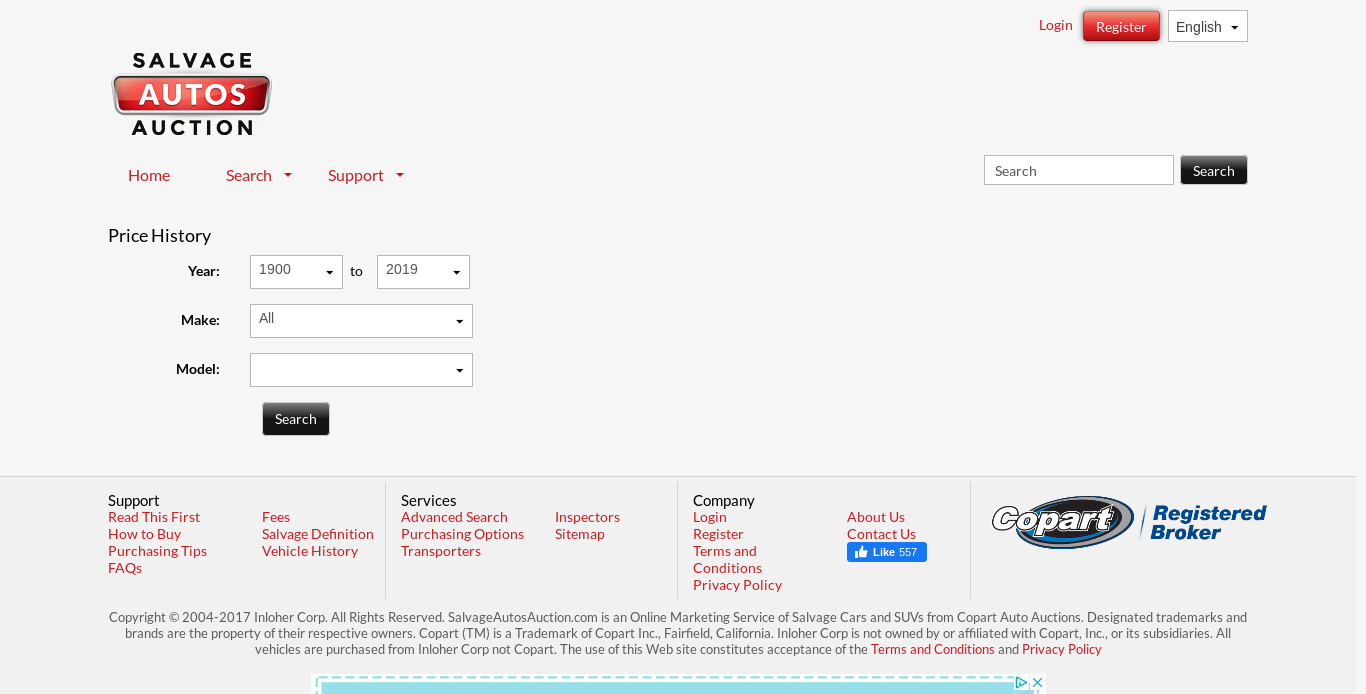 Login
Register
English
SALVAGE
AUTOS
AUCTION
Home
Search
Support
Search
Search
Price History
Year:
1900
to
2019
Make:
All
Model:
Search
Support
Read This First
How to Buy
Purchasing Tips
FAQs
Fees
Salvage Definition
Vehicle History
Services
Advanced Search
Purchasing Options
Transporters
Inspectors
Sitemap
Company
Login
Register
Terms and
Conditions
Privacy Policy
About Us
Contact Us
Like 557
Copart
Registered
Broker
Copyright © 2004-2017 Inloher Corp. All Rights Reserved. SalvageAutosAuction.com is an Online Marketing Service of Salvage Cars and SUVs from Copart Auto Auctions. Designated trademarks and
brands are the property of their respective owners. Copart (TM) is a Trademark of Copart Inc., Fairfield, California. Inloher Corp is not owned by or affiliated with Copart, Inc., or its subsidiaries. All
vehicles are purchased from Inloher Corp not Copart. The use of this Web site constitutes acceptance of the Terms and Conditions and Privacy Policy